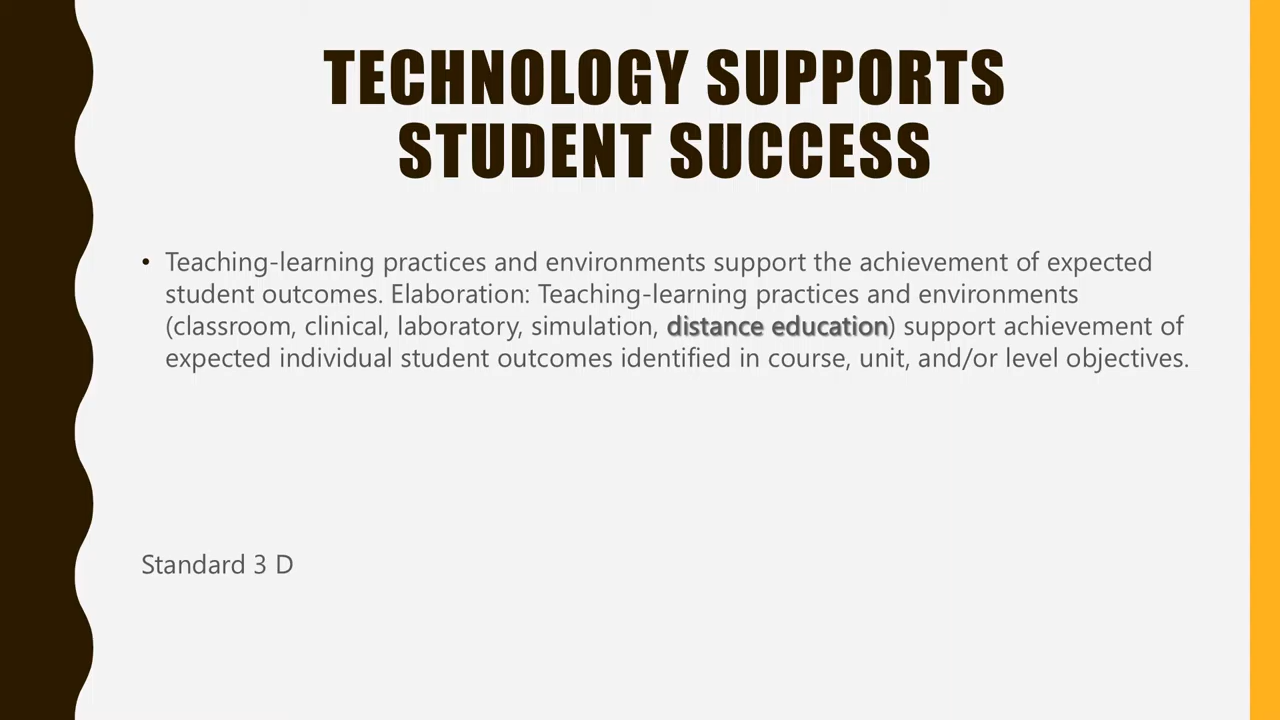 TECHNOLOGY SUPPORTS
STUDENT SUCCESS
• Teaching-learning practices and environments support the achievement of expected
student outcomes. Elaboration: Teaching-learning practices and environments
(classroom, clinical, laboratory, simulation, distance education) support achievement of
expected individual student outcomes identified in course, unit, and/or level objectives.
Standard 3 D